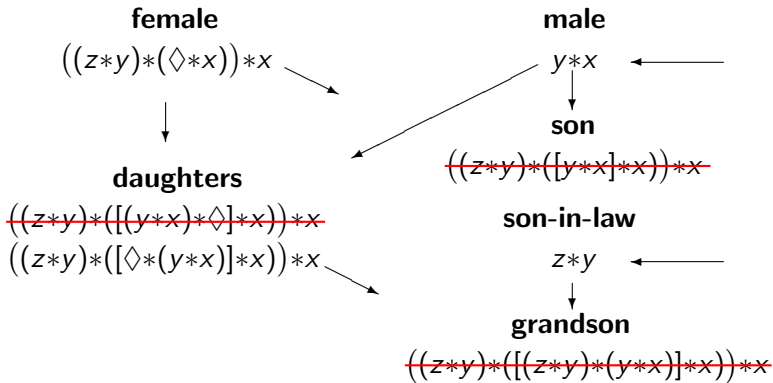 female
((z∗y)∗(◊∗x))∗x
male
y∗x
son
((z∗y)∗([y∗x]∗x))∗x
daughters
((z∗y)∗([(y∗x)∗◊]∗x))∗x
((z∗y)∗([◊∗(y∗x)]∗x))∗x
son-in-law
z∗y
grandson
((z∗y)∗([(z∗y)∗(y∗x)]∗x))∗x